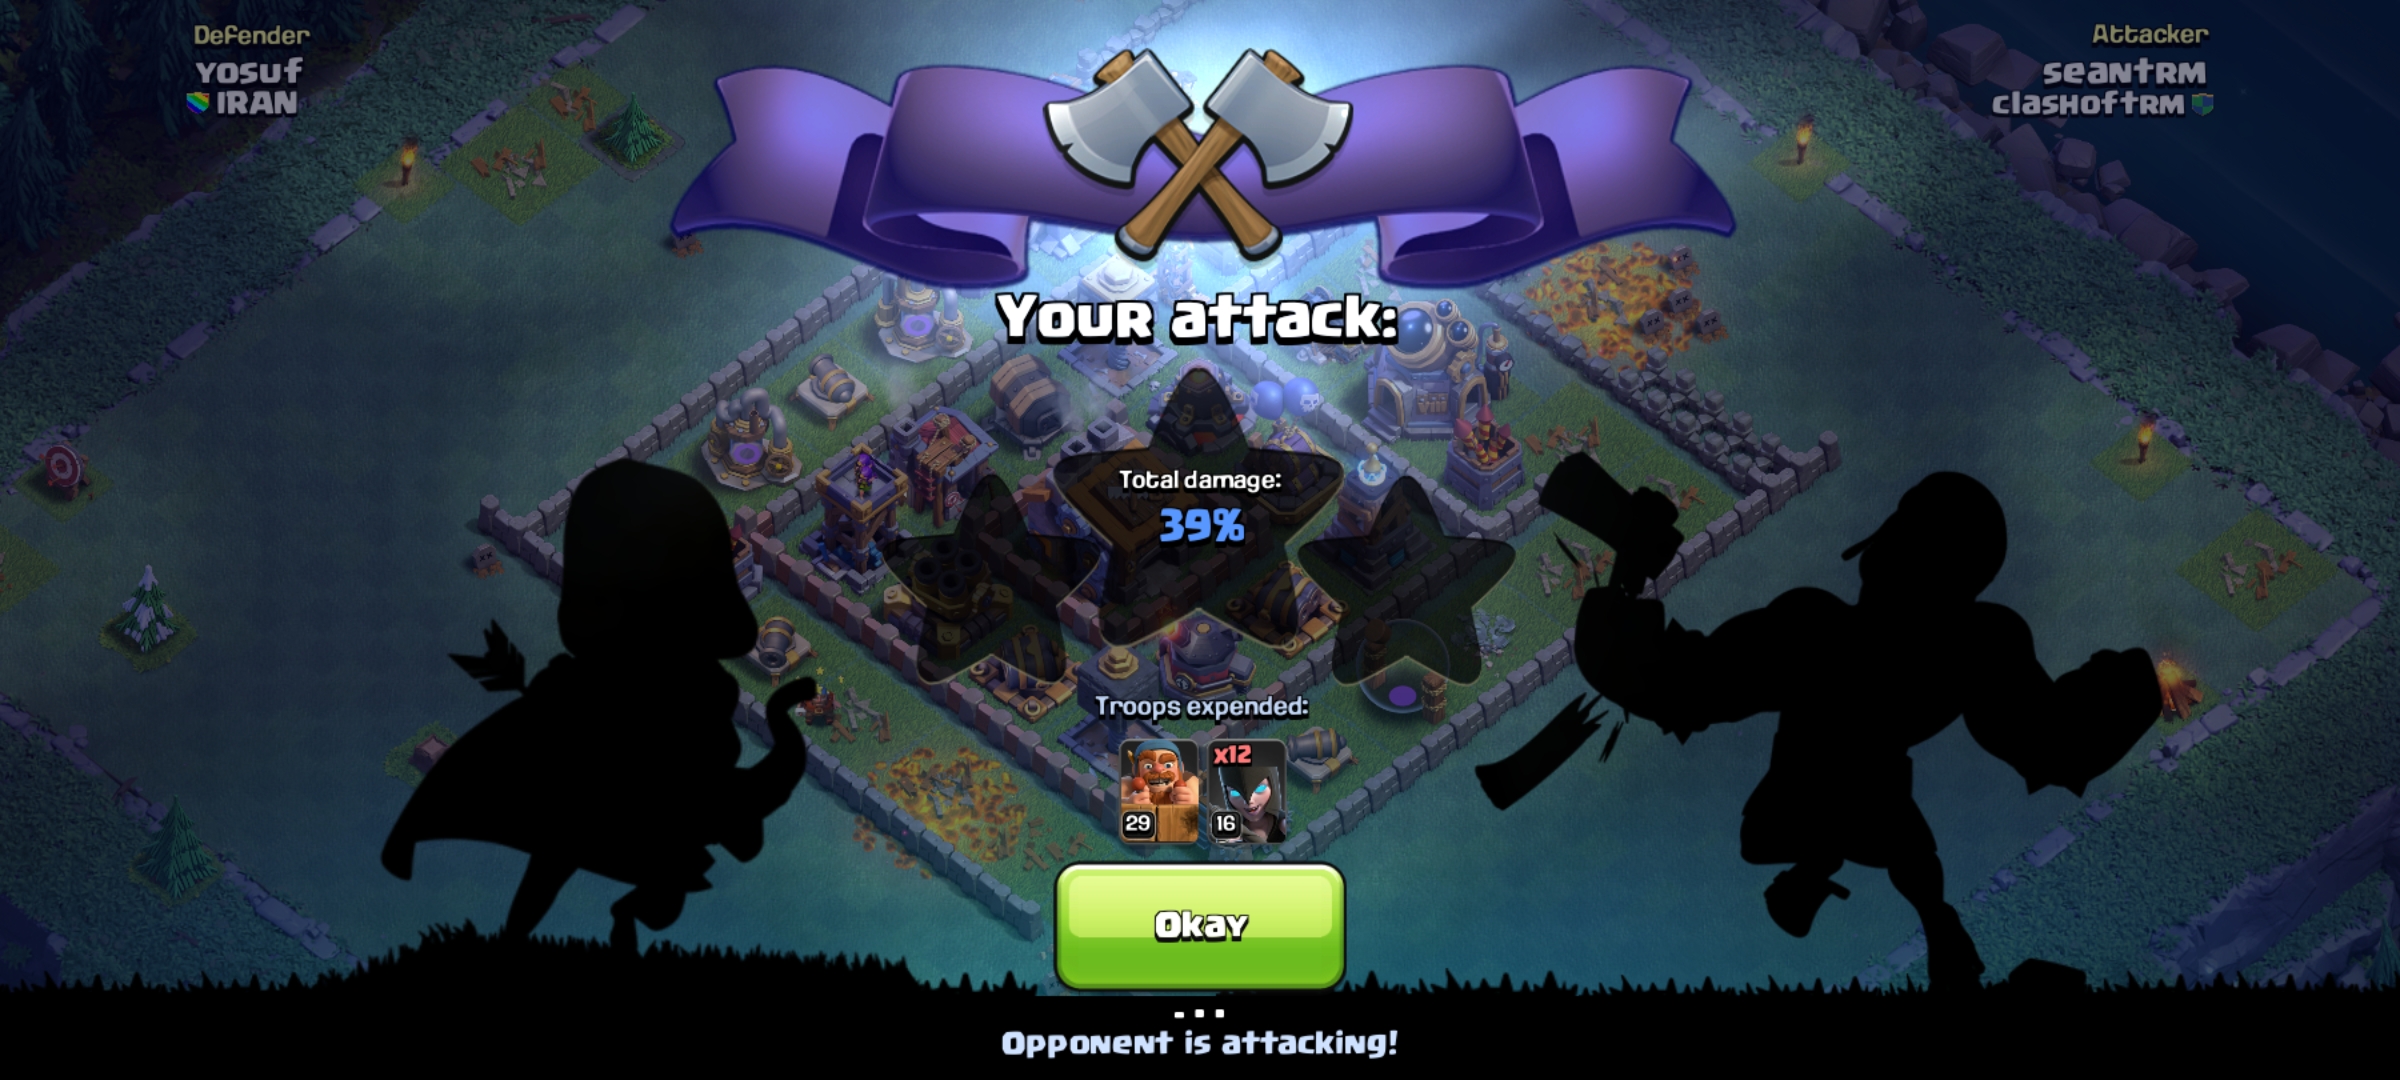 Defender
Yosuf
IRAN
Attacker
seantRM
clashoftRM
Your attack:
VIII
Total damage:
39%
Troops expended:
x12
29
16
Okay
...
Opponent is attacking!